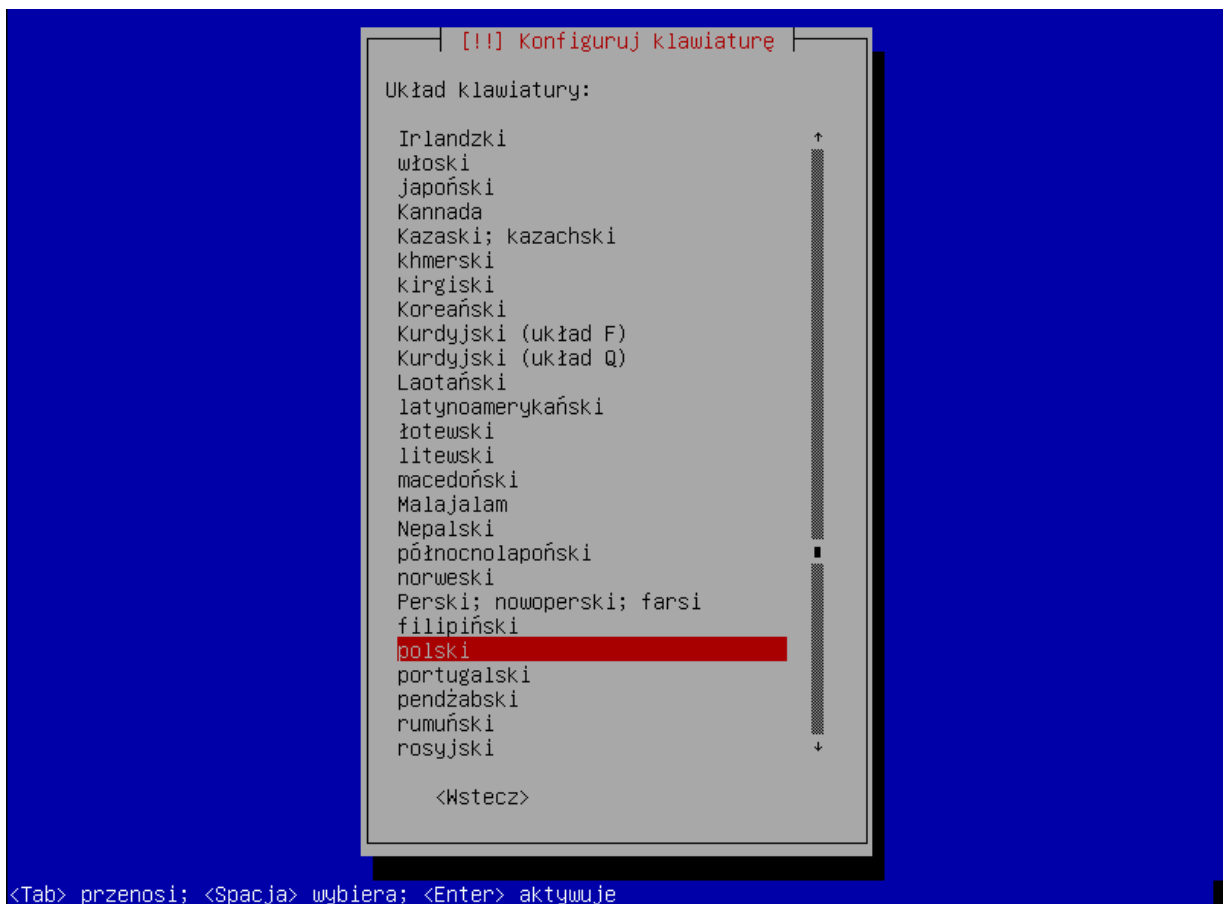 [!!] Konfiguruj klawiaturę
Układ klawiatury:
Irlandzki
włoski
japoński
Kannada
Kazaski; kazachski
khmerski
kirgiski
Koreański
Kurdyjski (układ F)
Kurdyjski (układ Q)
Laotański
latynoamerykański
łotewski
litewski
macedoński
Malajalam
Nepalski
północnolapoński
norweski
Perski; nowoperski; farsi
filipiński
polski
portugalski
pendżabski
rumuński
rosyjski
<Wstecz>
<Tab> przenosi; <Spacja> wybiera; <Enter> aktywuje